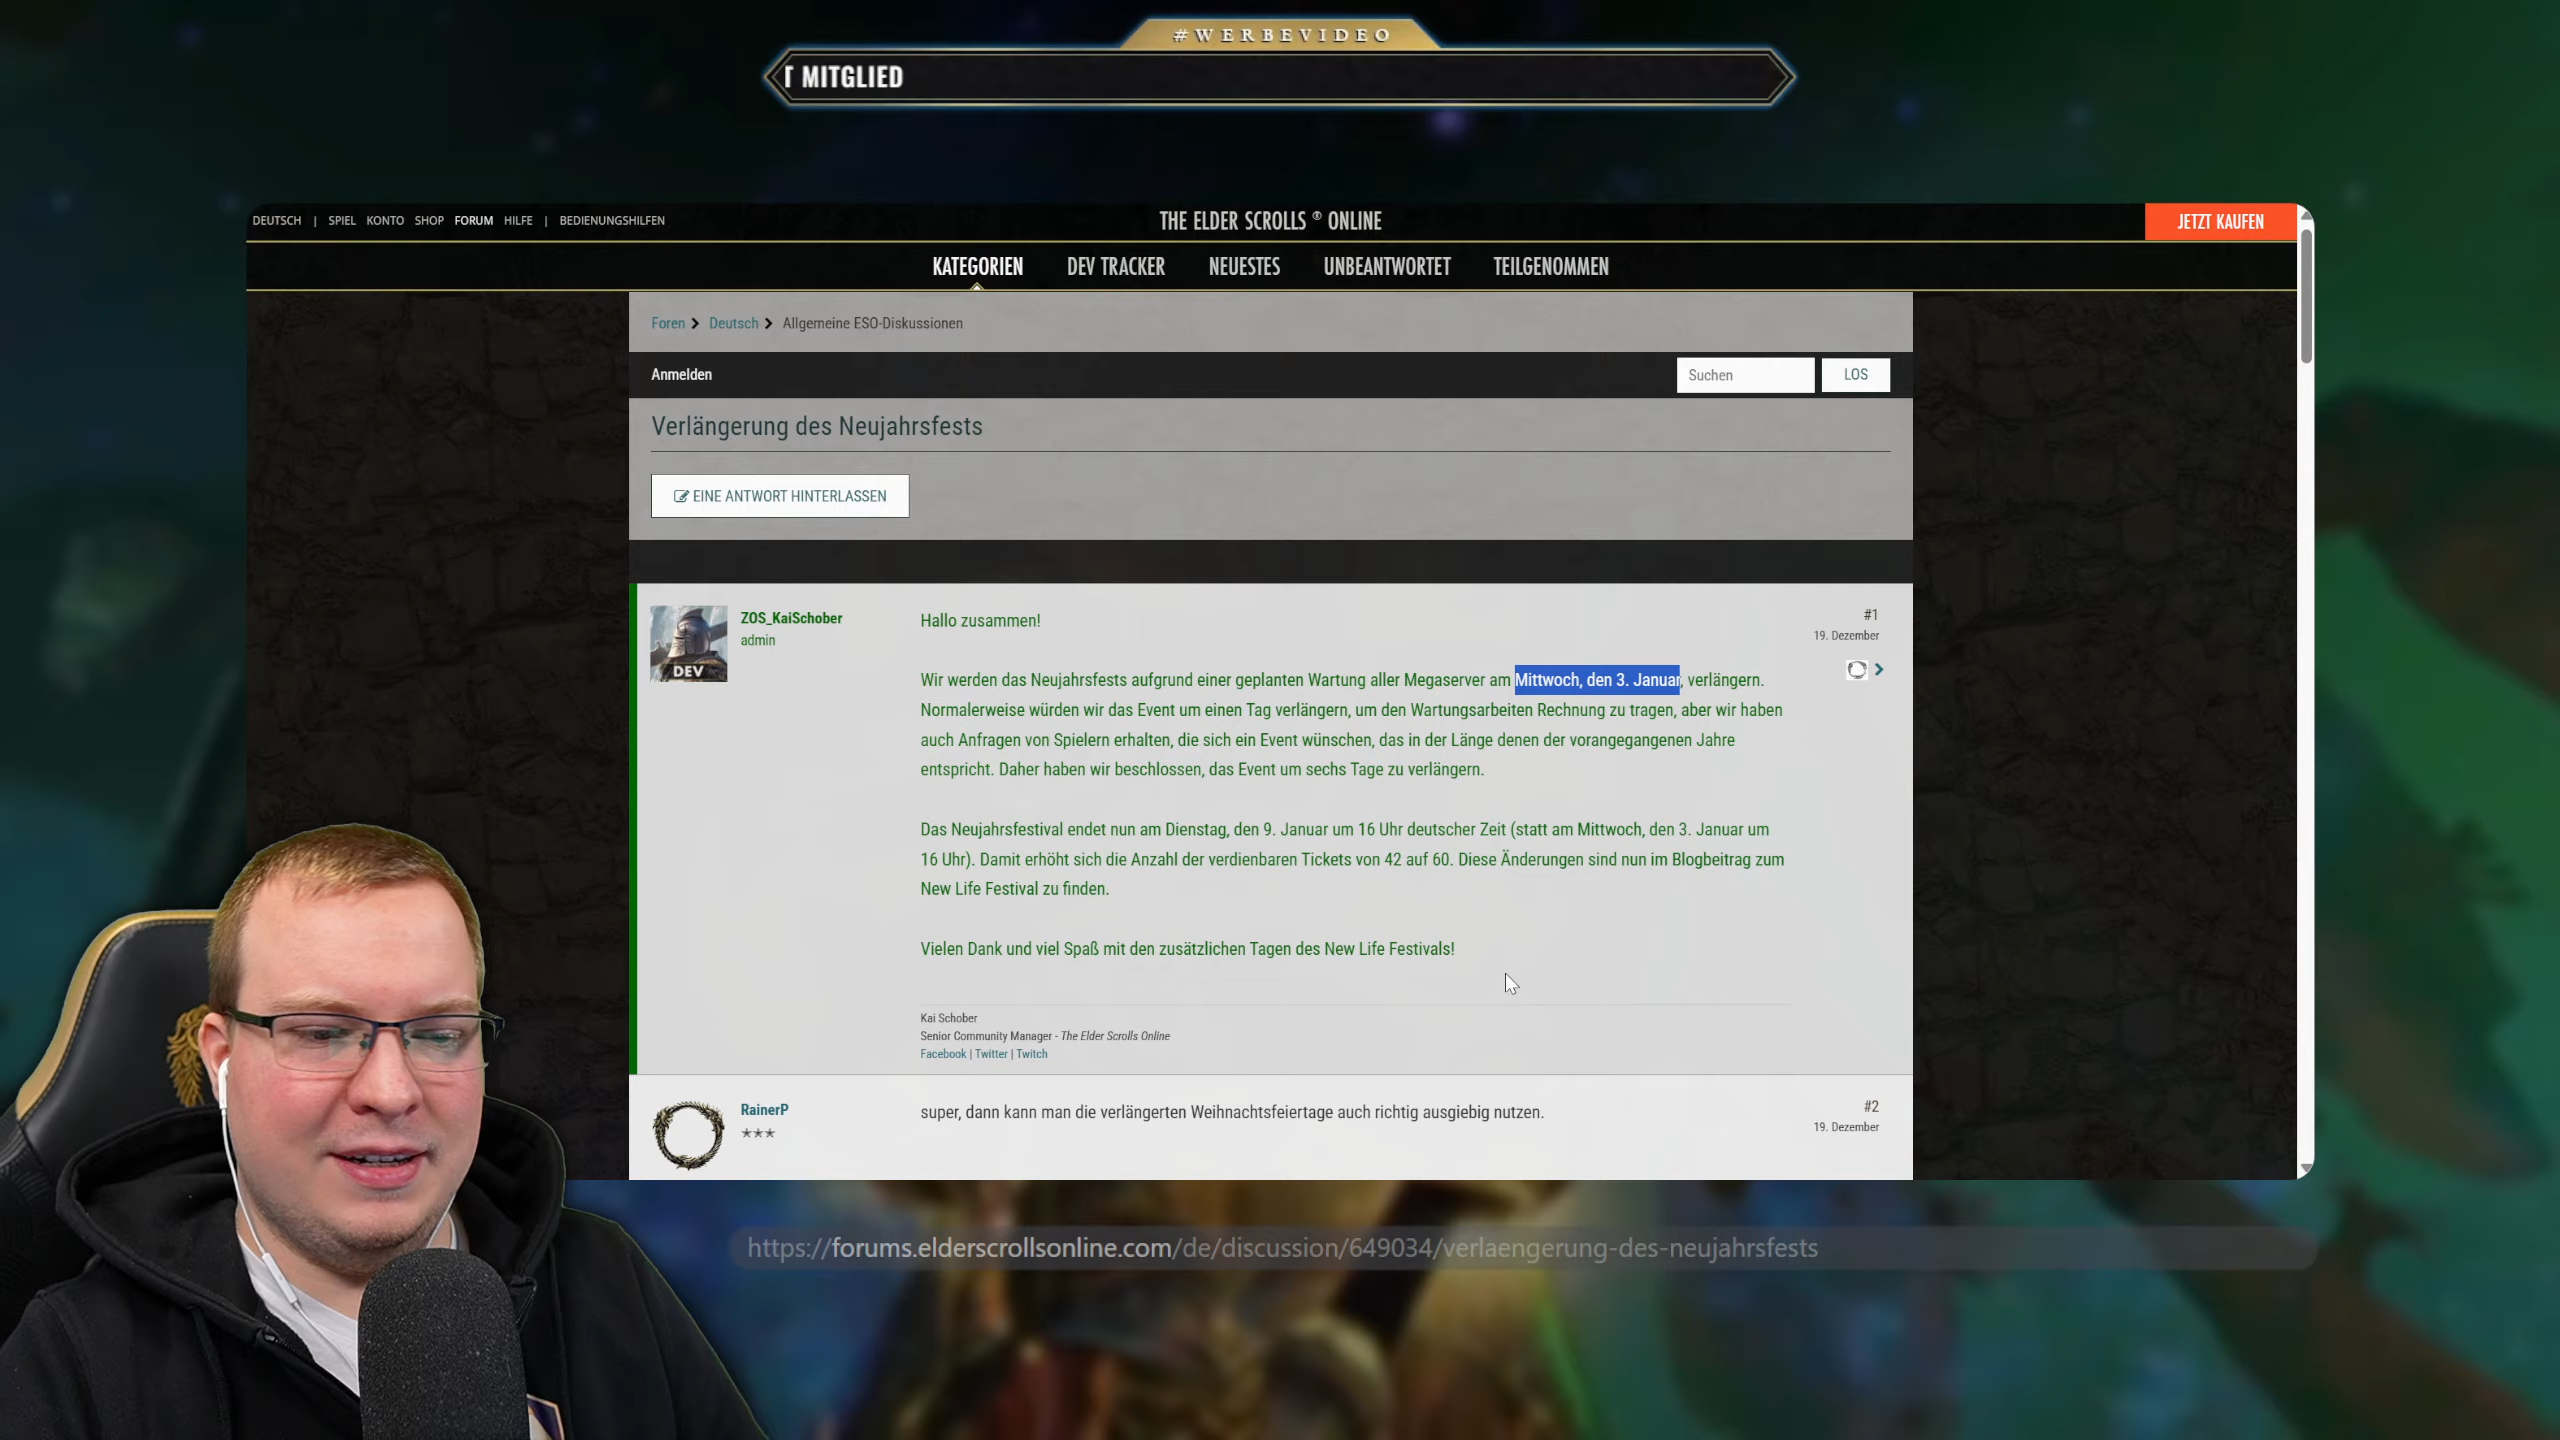 #WERBEVIDEO
T MITGLIED
DEUTSCH | SPIEL KONTO SHOP FORUM HILFE | BEDIENUNGSHILFEN
THE ELDER SCROLLS ® ONLINE
JETZT KAUFEN
KATEGORIEN DEV TRACKER NEUESTES UNBEANTWORTET TEILGENOMMEN
Foren Deutsch Allgemeine ESO-Diskussionen
Anmelden
Suchen
LOS
Verlängerung des Neujahrsfests
EINE ANTWORT HINTERLASSEN
DEV
ZOS_KaiSchober
admin
#1
19. Dezember
Hallo zusammen!
Wir werden das Neujahrsfests aufgrund einer geplanten Wartung aller Megaserver am Mittwoch, den 3. Januar, verlängern.
Normalerweise würden wir das Event um einen Tag verlängern, um den Wartungsarbeiten Rechnung zu tragen, aber wir haben
auch Anfragen von Spielern erhalten, die sich ein Event wünschen, das in der Länge denen der vorangegangenen Jahre
entspricht. Daher haben wir beschlossen, das Event um sechs Tage zu verlängern.
Das Neujahrsfestival endet nun am Dienstag, den 9. Januar um 16 Uhr deutscher Zeit (statt am Mittwoch, den 3. Januar um
16 Uhr). Damit erhöht sich die Anzahl der verdienbaren Tickets von 42 auf 60. Diese Änderungen sind nun im Blogbeitrag zum
New Life Festival zu finden.
Vielen Dank und viel Spaß mit den zusätzlichen Tagen des New Life Festivals!
Kai Schober
Senior Community Manager - The Elder Scrolls Online
Facebook | Twitter | Twitch
RainerP
super, dann kann man die verlängerten Weihnachtsfeiertage auch richtig ausgiebig nutzen.
#2
19. Dezember
https://forums.elderscrollsonline.com/de/discussion/649034/verlaengerung-des-neujahrsfests